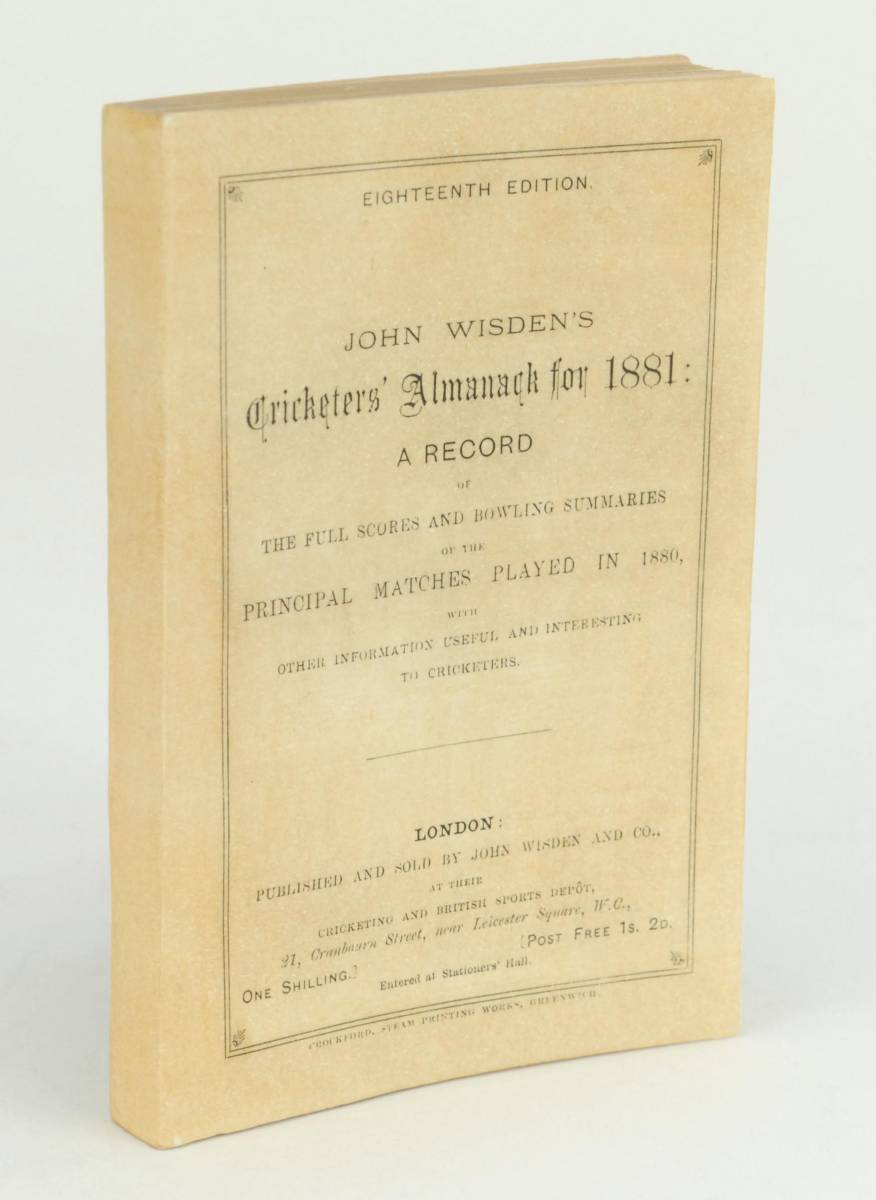 EIGHTEENTH EDITION.
JOHN WISDEN'S
Cricketers' Almanack for 1881:
A RECORD
OF
THE FULL SCORES AND BOWLING SUMMARIES
OF THE
PRINCIPAL MATCHES PLAYED IN 1880,
WITH
OTHER INFORMATION USEFUL AND INTERESTING
TO CRICKETERS.
LONDON:
PUBLISHED AND SOLD BY JOHN WISDEN AND CO.,
AT THEIR
CRICKETING AND BRITISH SPORTS DEPÔT,
21, Cranbourn Street, near Leicester Square, W.C.,
ONE SHILLING.] [POST FREE 1S. 2D.
Entered at Stationers' Hall.
CROCKFORD, STEAM PRINTING WORKS, GREENWICH.